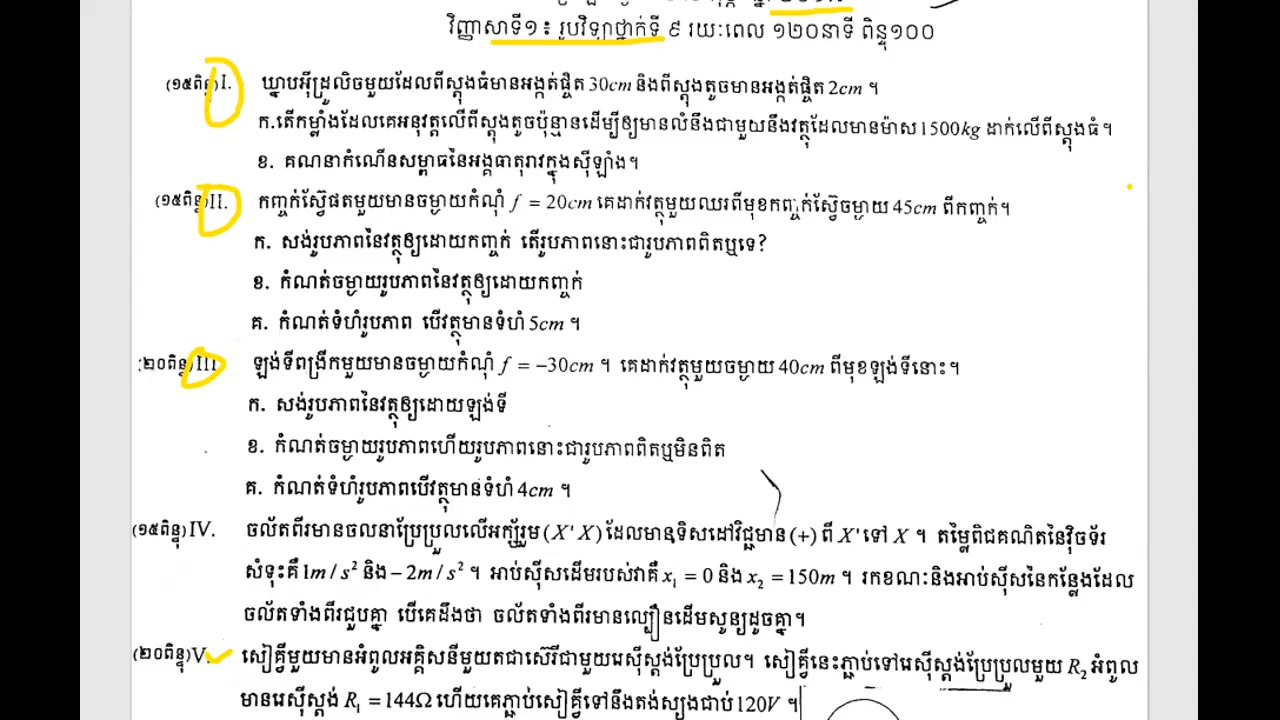 វិញ្ញាសាទី១៖ រូបវិទ្យាថ្នាក់ទី ៩ រយៈពេល ១២០នាទី ពិន្ទុ១០០
(១៥ពិន្ទុ)I. ឃ្នាបអ៊ីដ្រូលិចមួយដែលពីស្តុងធំមានអង្កត់ផ្ចិត 30cm និងពីស្តុងតូចមានអង្កត់ផ្ចិត 2cm ។
ក.តើកម្លាំងដែលគេអនុវត្តលើពីស្តុងតូចប៉ុន្មានដើម្បីឲ្យមានលំនឹងជាមួយនឹងវត្ថុដែលមានម៉ាស 1500kg ដាក់លើពីស្តុងធំ។
ខ. គណនាកំណើនសម្ពាធនៃអង្គធាតុរាវក្នុងស៊ីឡាំង។
(១៥ពិន្ទុ)II. កញ្ចក់ស្វ៊ែផតមួយមានចម្ងាយកំណុំ f = 20cm គេដាក់វត្ថុមួយឈរពីមុខកញ្ចក់ស្វ៊ែចម្ងាយ 45cm ពីកញ្ចក់។
ក. សង់រូបភាពនៃវត្ថុឲ្យដោយកញ្ចក់ តើរូបភាពនោះជារូបភាពពិតឬទេ?
ខ. កំណត់ចម្ងាយរូបភាពនៃវត្ថុឲ្យដោយកញ្ចក់
គ. កំណត់ទំហំរូបភាព បើវត្ថុមានទំហំ 5cm ។
(២០ពិន្ទុ)III ឡង់ទីពង្រីកមួយមានចម្ងាយកំណុំ f = −30cm ។ គេដាក់វត្ថុមួយចម្ងាយ 40cm ពីមុខឡង់ទីនោះ។
ក. សង់រូបភាពនៃវត្ថុឲ្យដោយឡង់ទី
ខ. កំណត់ចម្ងាយរូបភាពហើយរូបភាពនោះជារូបភាពពិតឬមិនពិត
គ. កំណត់ទំហំរូបភាពបើវត្ថុមានទំហំ 4cm ។
(១៥ពិន្ទុ)IV. ចល័តពីរមានចលនាប្រែប្រួលលើអក្ស័រួម (X' X) ដែលមានទិសដៅវិជ្ជមាន (+) ពី X' ទៅ X ។ តម្លៃពិជគណិតនៃវ៉ិចទ័រ
សំទុះគឺ 1m / s² និង − 2m / s² ។ អាប់ស៊ីសដើមរបស់វាគឺ x₁ = 0 និង x₂ = 150m ។ រកខណៈនិងអាប់ស៊ីសនៃកន្លែងដែល
ចល័តទាំងពីរជួបគ្នា បើគេដឹងថា ចល័តទាំងពីរមានល្បឿនដើមសូន្យដូចគ្នា។
(២០ពិន្ទុ)V. សៀគ្វីមួយមានអំពូលអគ្គិសនីមួយតជាស៊េរីជាមួយរេស៊ីស្តង់ប្រែប្រួល។ សៀគ្វីនេះភ្ជាប់ទៅរេស៊ីស្តង់ប្រែប្រួលមួយ R₂ អំពូល
មានរេស៊ីស្តង់ R₁ = 144Ω ហើយគេភ្ជាប់សៀគ្វីទៅនឹងតង់ស្យុងជាប់ 120V ។